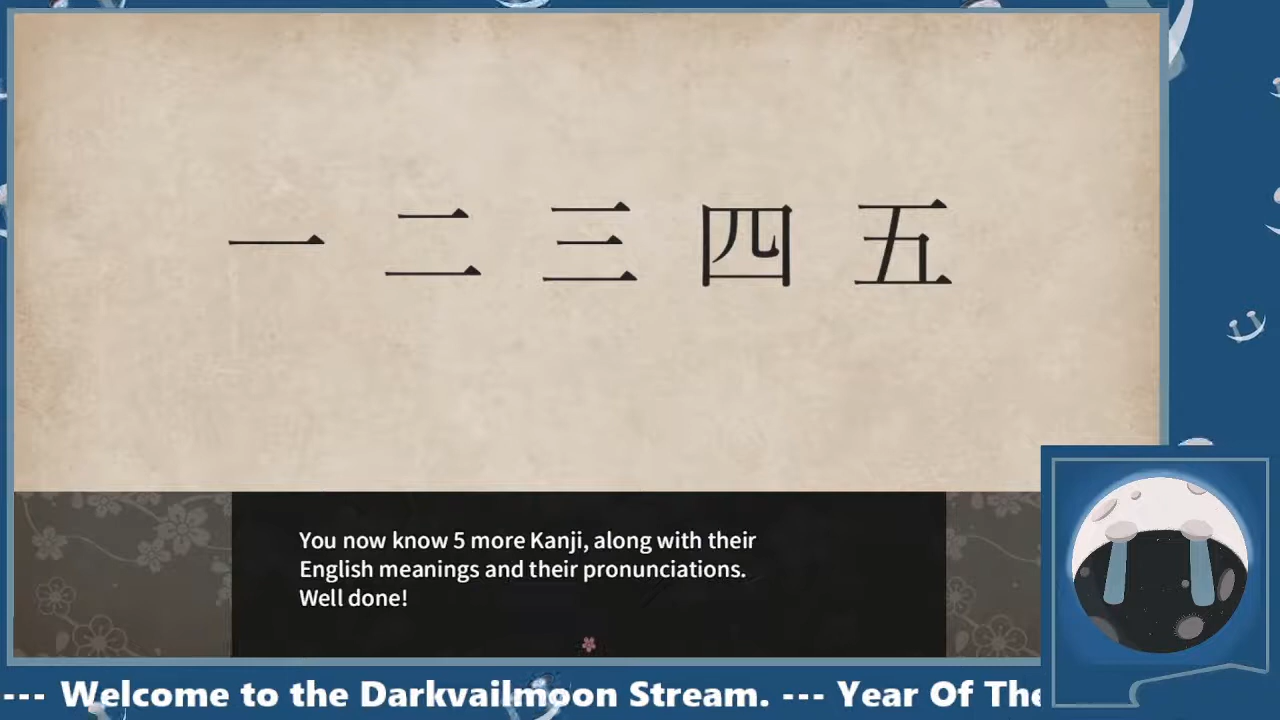 一 二 三 四 五
You now know 5 more Kanji, along with their
English meanings and their pronunciations.
Well done!
--- Welcome to the Darkvailmoon Stream. --- Year Of The